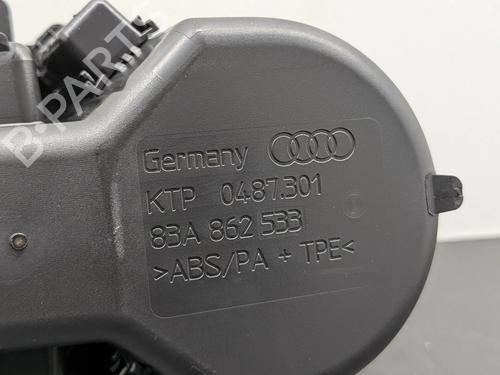 B-PARTS
Germany
KTP 0487.301
83A 862 533
>ABS/PA + TPE<